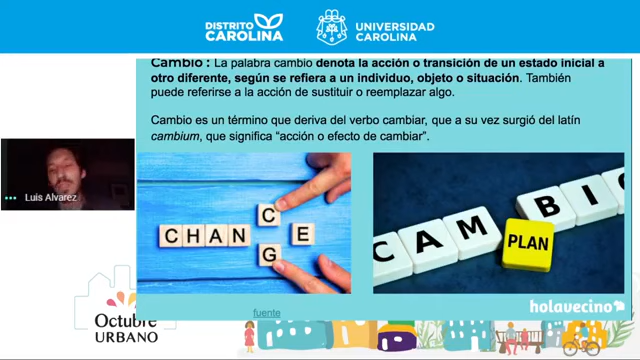 DISTRITO
CAROLINA
UNIVERSIDAD
CAROLINA
Cambio : La palabra cambio denota la acción o transición de un estado inicial a
otro diferente, según se refiera a un individuo, objeto o situación. También
puede referirse a la acción de sustituir o reemplazar algo.
Cambio es un término que deriva del verbo cambiar, que a su vez surgió del latín
cambium, que significa “acción o efecto de cambiar”.
Luis Alvarez
C
CHAN E
G
CAMBIO
PLAN
fuente
holavecino
Octubre
URBANO